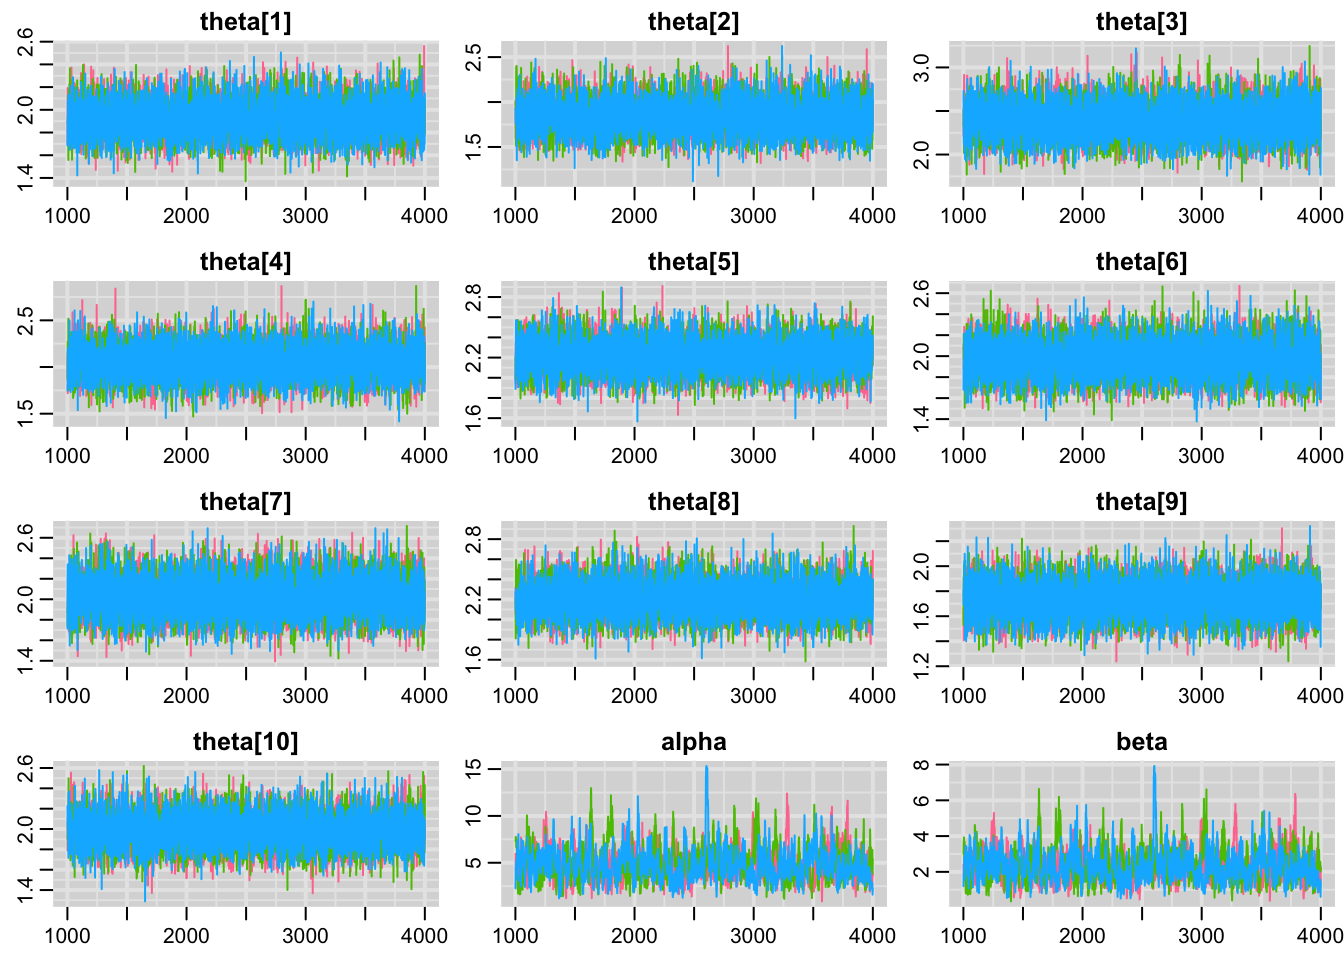 theta[1] theta[2] theta[3]
2.6 2.0 1.4 2.5 1.5 3.0 2.0
1000 2000 3000 4000 1000 2000 3000 4000 1000 2000 3000 4000
theta[4] theta[5] theta[6]
2.5 1.5 2.8 2.2 1.6 2.6 2.0 1.4
1000 2000 3000 4000 1000 2000 3000 4000 1000 2000 3000 4000
theta[7] theta[8] theta[9]
2.6 2.0 1.4 2.8 2.2 1.6 2.0 1.6 1.2
1000 2000 3000 4000 1000 2000 3000 4000 1000 2000 3000 4000
theta[10] alpha beta
2.6 2.0 1.4 15 10 5 8 6 4 2
1000 2000 3000 4000 1000 2000 3000 4000 1000 2000 3000 4000